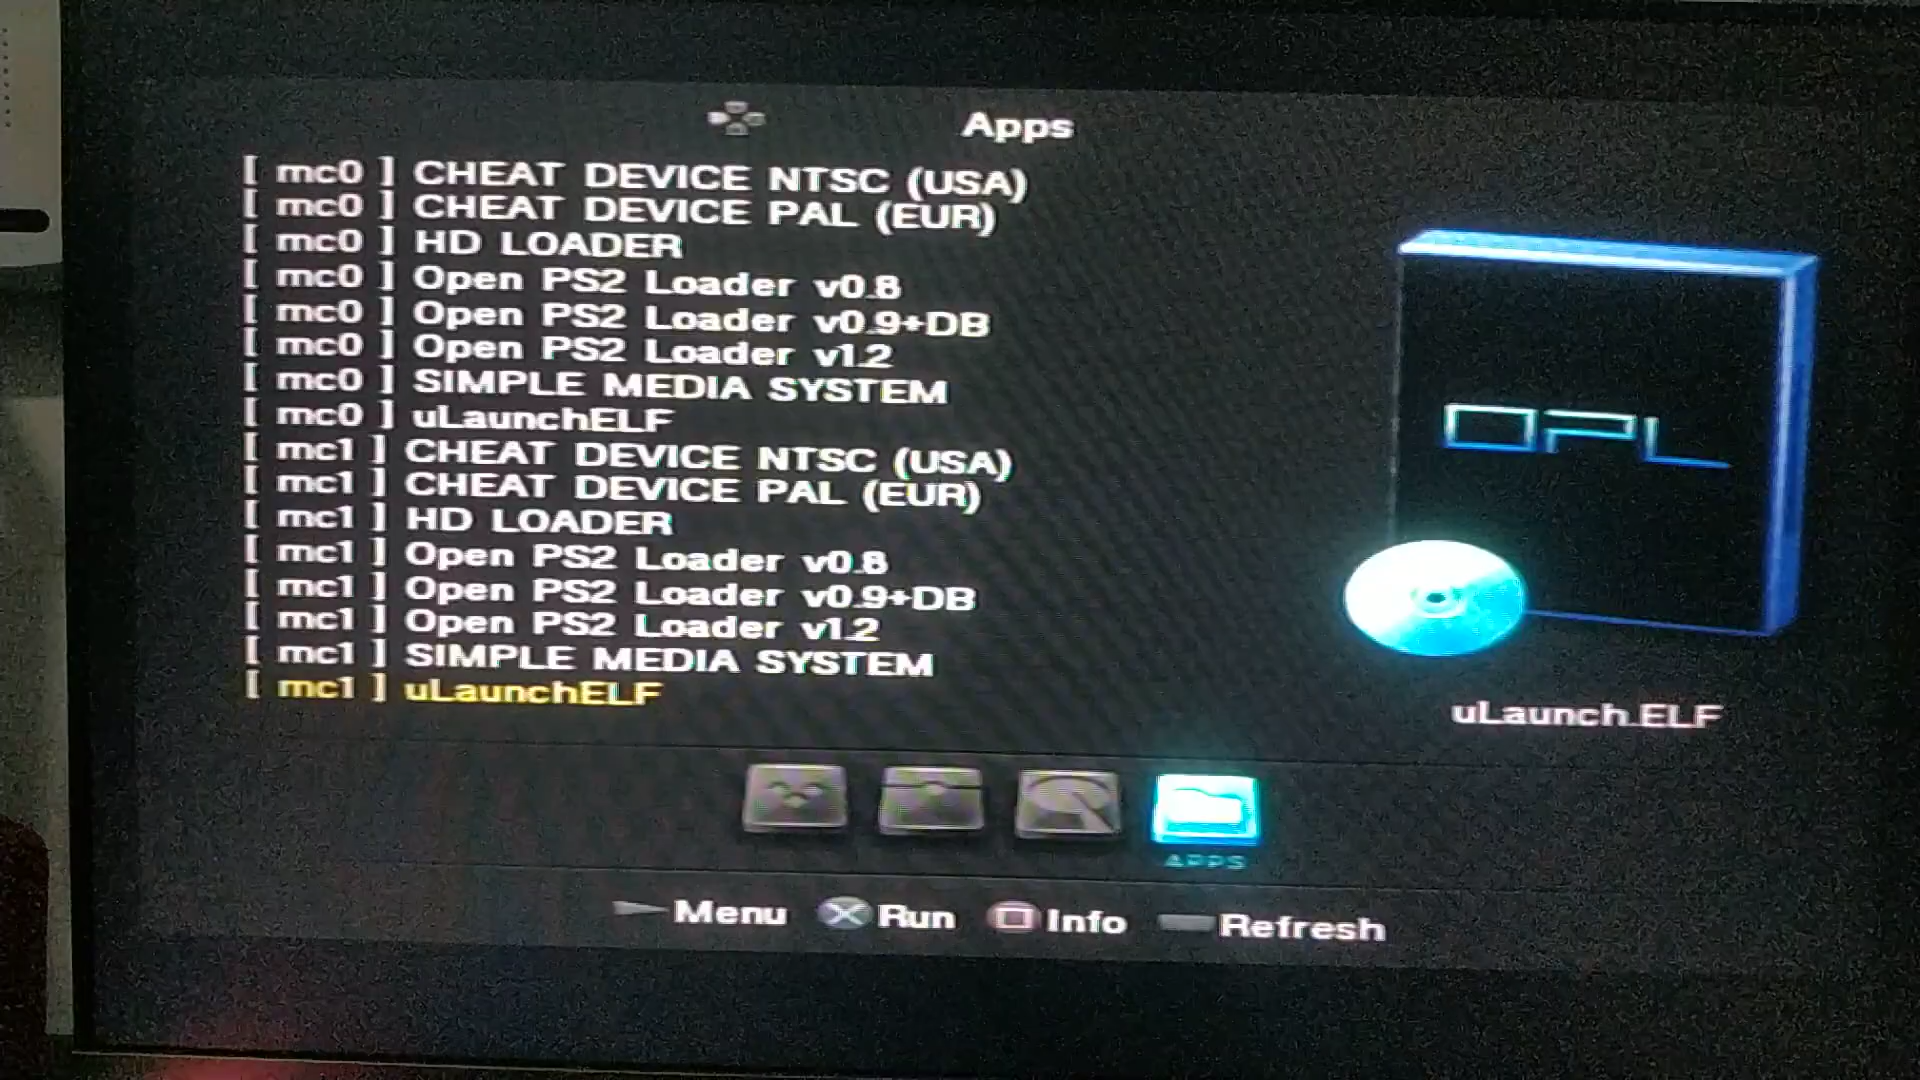 Apps
[ mc0 ] CHEAT DEVICE NTSC (USA)
[ mc0 ] CHEAT DEVICE PAL (EUR)
[ mc0 ] HD LOADER
[ mc0 ] Open PS2 Loader v0.8
[ mc0 ] Open PS2 Loader v0.9+DB
[ mc0 ] Open PS2 Loader v1.2
[ mc0 ] SIMPLE MEDIA SYSTEM
[ mc0 ] uLaunchELF
[ mc1 ] CHEAT DEVICE NTSC (USA)
[ mc1 ] CHEAT DEVICE PAL (EUR)
[ mc1 ] HD LOADER
[ mc1 ] Open PS2 Loader v0.8
[ mc1 ] Open PS2 Loader v0.9+DB
[ mc1 ] Open PS2 Loader v1.2
[ mc1 ] SIMPLE MEDIA SYSTEM
[ mc1 ] uLaunchELF
OPL
uLaunch.ELF
APPS
Menu Run Info Refresh